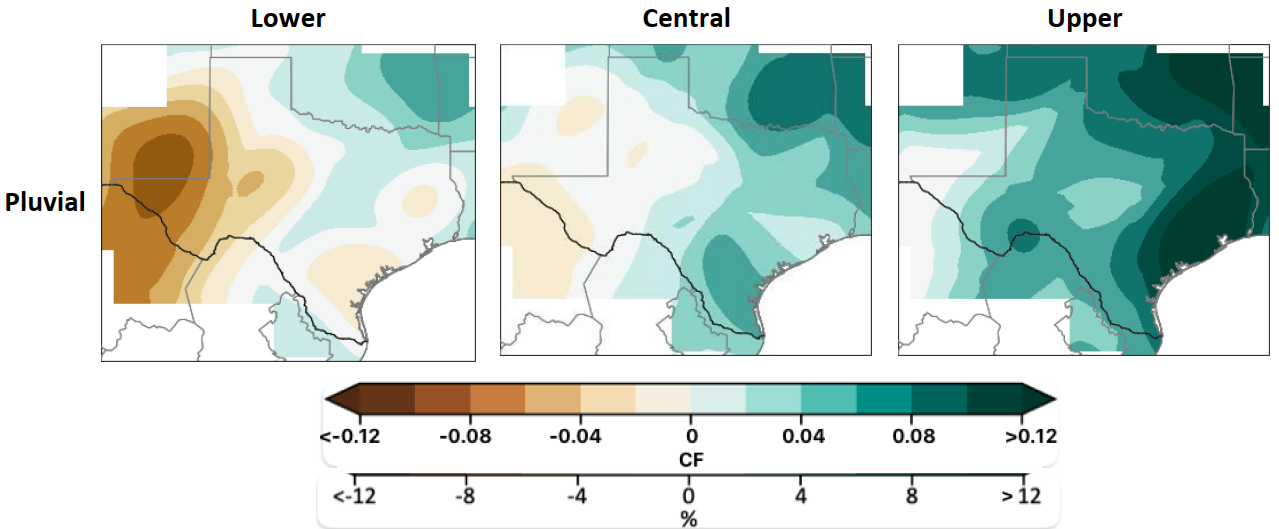 Lower Central Upper
Pluvial
<-0.12 -0.08 -0.04 0 0.04 0.08 >0.12
CF
<-12 -8 -4 0 4 8 > 12
%